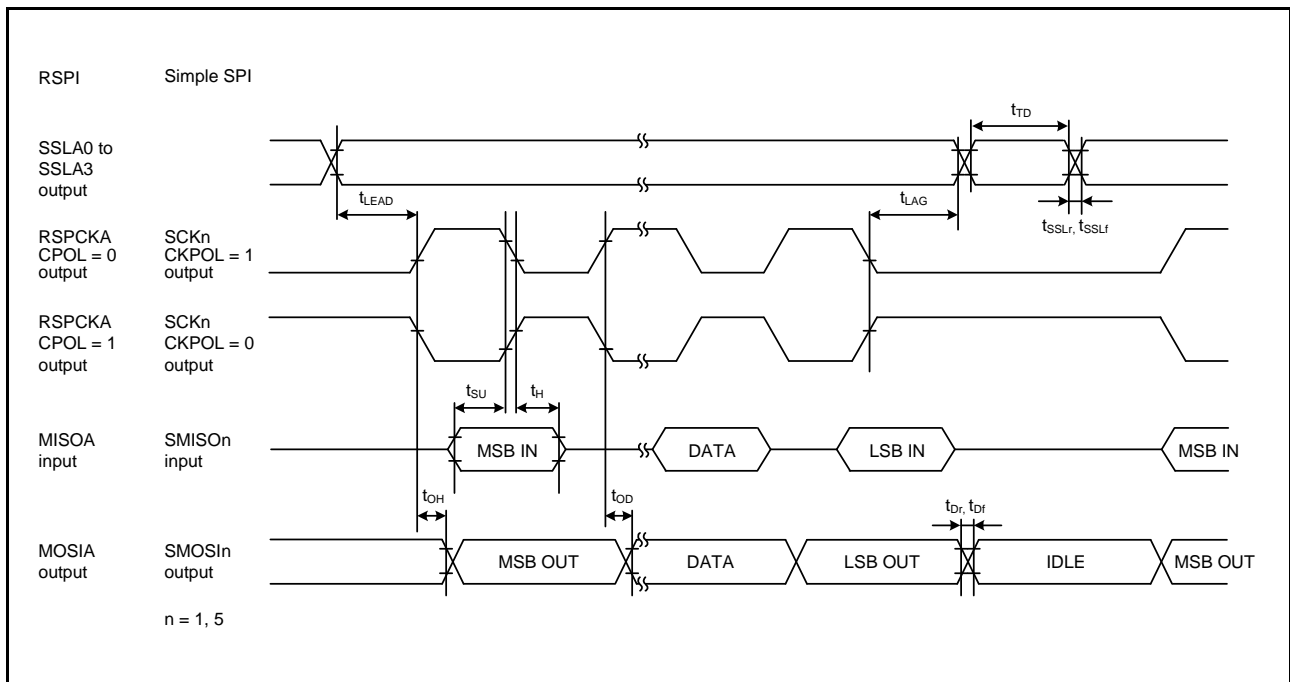 RSPI Simple SPI
SSLA0 to
SSLA3
output
tTD
tLEAD
tLAG
tSSLr, tSSLf
RSPCKA SCKn
CPOL = 0 CKPOL = 1
output output
RSPCKA SCKn
CPOL = 1 CKPOL = 0
output output
tSU tH
MISOA SMISOn
input input
MSB IN DATA LSB IN MSB IN
tOH tOD tDr, tDf
MOSIA SMOSIn
output output
MSB OUT DATA LSB OUT IDLE MSB OUT
n = 1, 5